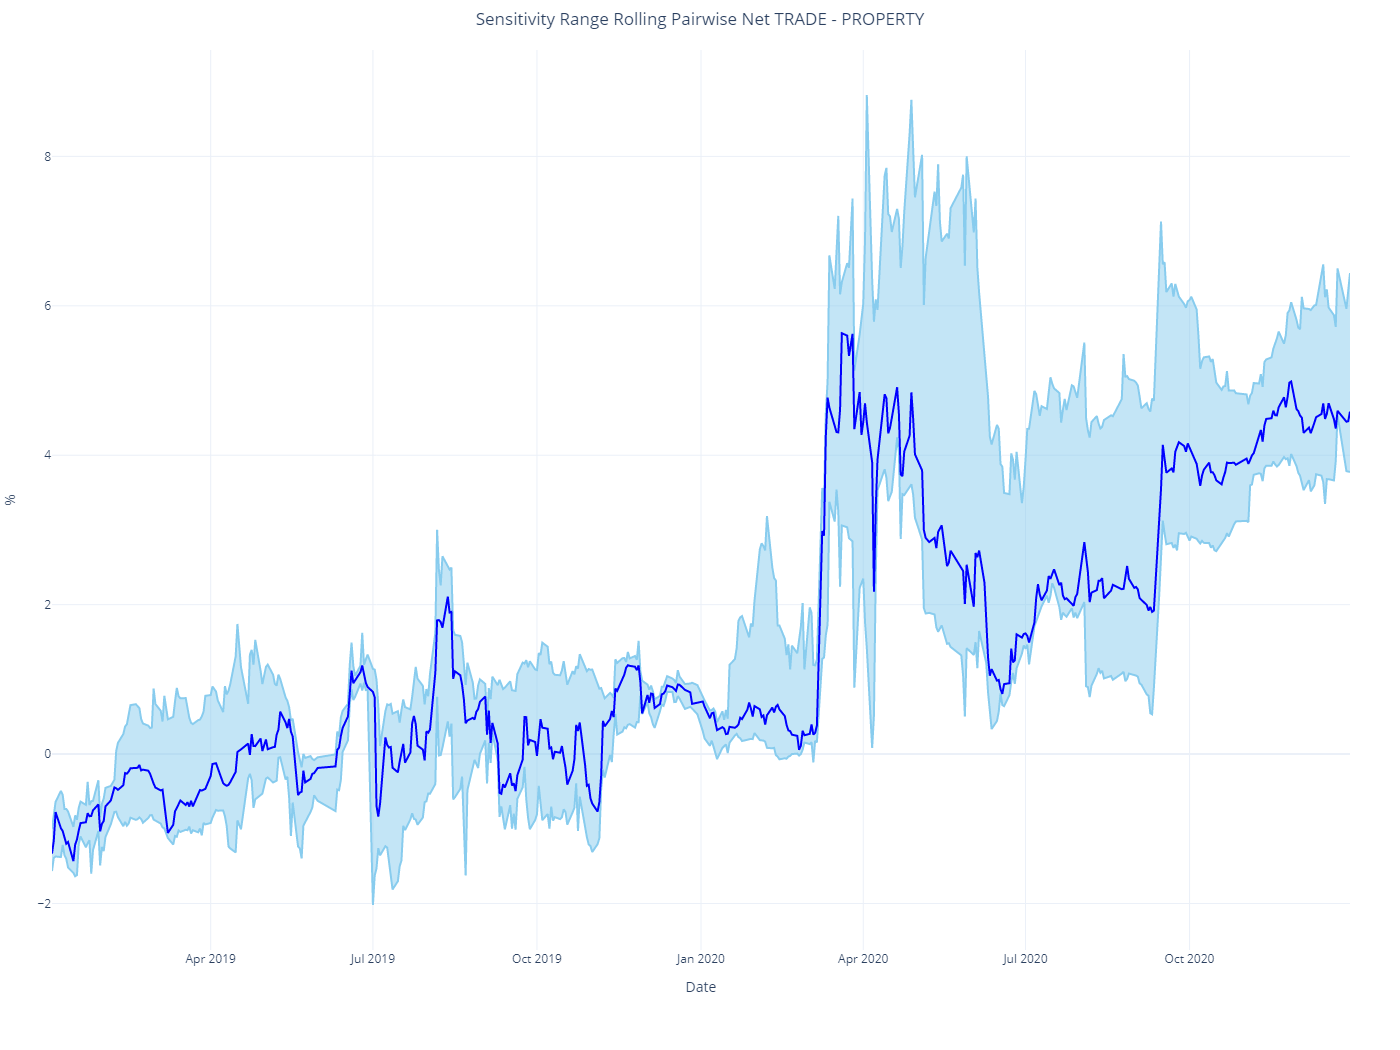 Sensitivity Range Rolling Pairwise Net TRADE - PROPERTY
8
6
4
2
0
−2
%
Apr 2019
Jul 2019
Oct 2019
Jan 2020
Apr 2020
Jul 2020
Oct 2020
Date